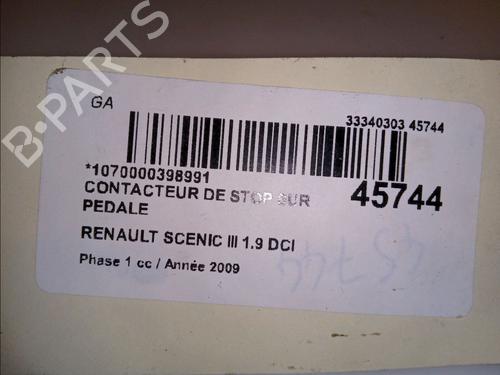 B-PARTS
GA
33340303 45744
*1070000398991
CONTACTEUR DE STOP SUR
PEDALE
45744
RENAULT SCENIC III 1.9 DCI
Phase 1 cc / Année 2009
45744